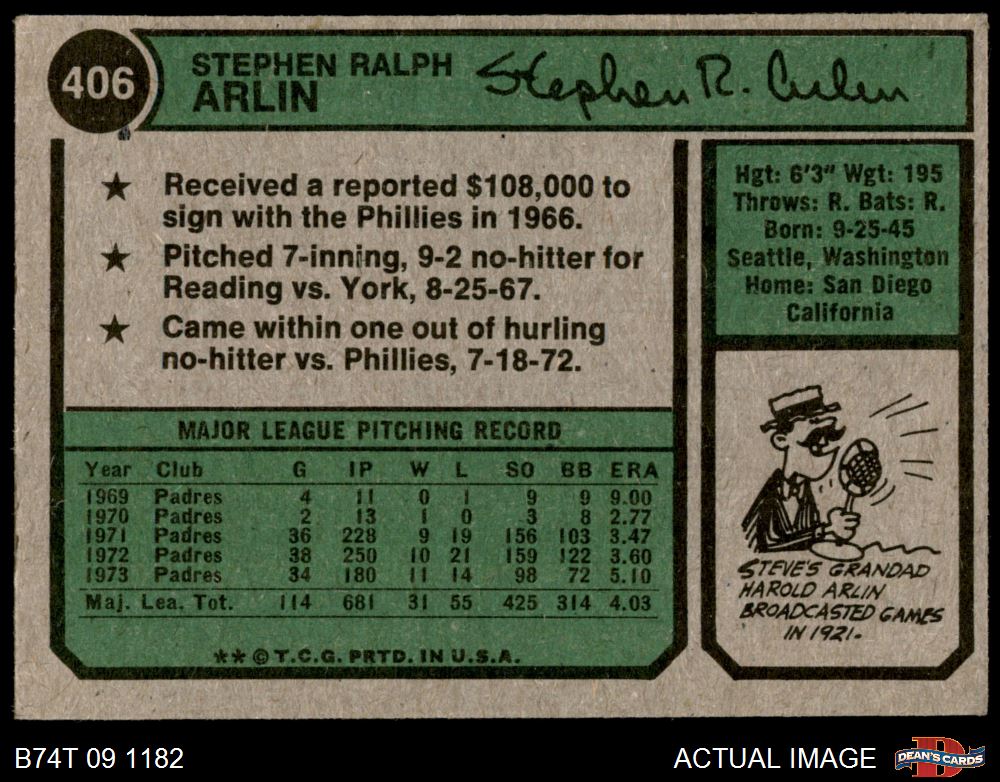 406
STEPHEN RALPH
ARLIN
Stephen R. Arlin
★ Received a reported $108,000 to
sign with the Phillies in 1966.
★ Pitched 7-inning, 9-2 no-hitter for
Reading vs. York, 8-25-67.
★ Came within one out of hurling
no-hitter vs. Phillies, 7-18-72.
Hgt: 6'3" Wgt: 195
Throws: R. Bats: R.
Born: 9-25-45
Seattle, Washington
Home: San Diego
California
MAJOR LEAGUE PITCHING RECORD
Year Club G IP W L SO BB ERA
1969 Padres 4 11 0 1 9 9 9.00
1970 Padres 2 13 1 0 3 8 2.77
1971 Padres 36 228 9 19 156 103 3.47
1972 Padres 38 250 10 21 159 122 3.60
1973 Padres 34 180 11 14 98 72 5.10
Maj. Lea. Tot. 114 681 31 55 425 314 4.03
STEVE'S GRANDAD
HAROLD ARLIN
BROADCASTED GAMES
IN 1921.
** © T.C.G. PRTD. IN U.S.A.
B74T 09 1182
ACTUAL IMAGE
D
DEAN'S CARDS